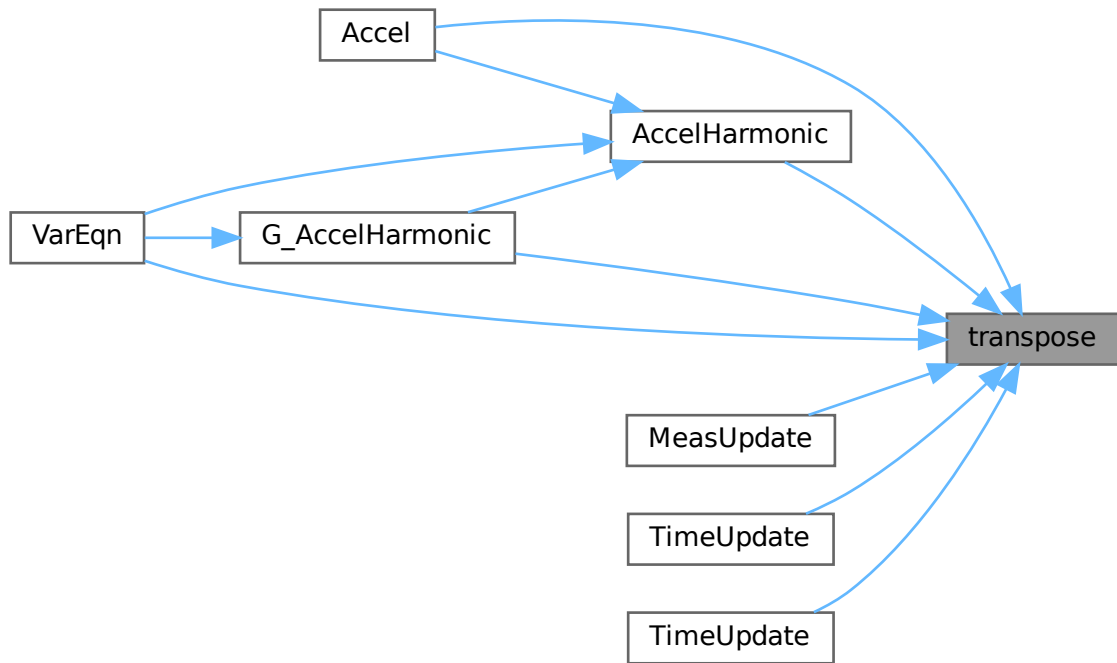 Accel
AccelHarmonic
VarEqn
G_AccelHarmonic
transpose
MeasUpdate
TimeUpdate
TimeUpdate